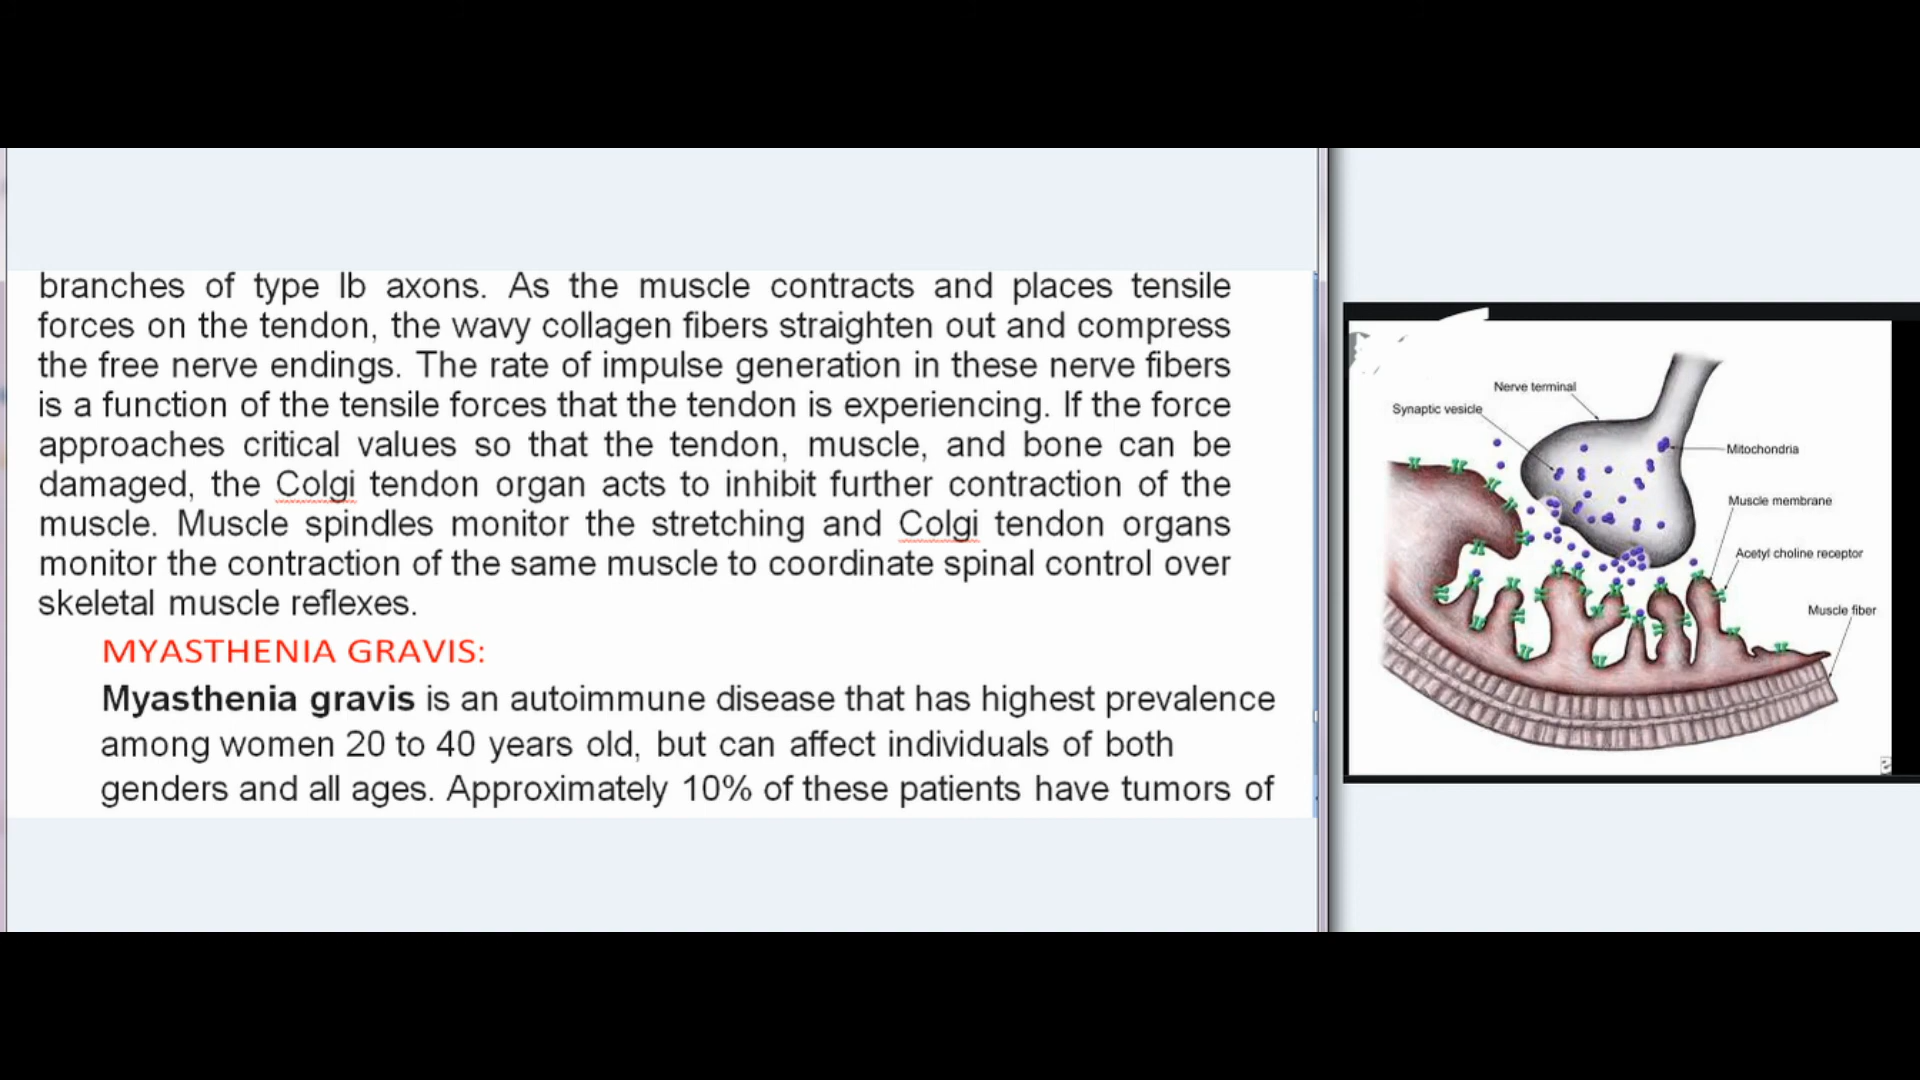 branches of type Ib axons. As the muscle contracts and places tensile
forces on the tendon, the wavy collagen fibers straighten out and compress
the free nerve endings. The rate of impulse generation in these nerve fibers
is a function of the tensile forces that the tendon is experiencing. If the force
approaches critical values so that the tendon, muscle, and bone can be
damaged, the Colgi tendon organ acts to inhibit further contraction of the
muscle. Muscle spindles monitor the stretching and Colgi tendon organs
monitor the contraction of the same muscle to coordinate spinal control over
skeletal muscle reflexes.
MYASTHENIA GRAVIS:
Myasthenia gravis is an autoimmune disease that has highest prevalence
among women 20 to 40 years old, but can affect individuals of both
genders and all ages. Approximately 10% of these patients have tumors of
Nerve terminal
Synaptic vesicle
Mitochondria
Muscle membrane
Acetyl choline receptor
Muscle fiber